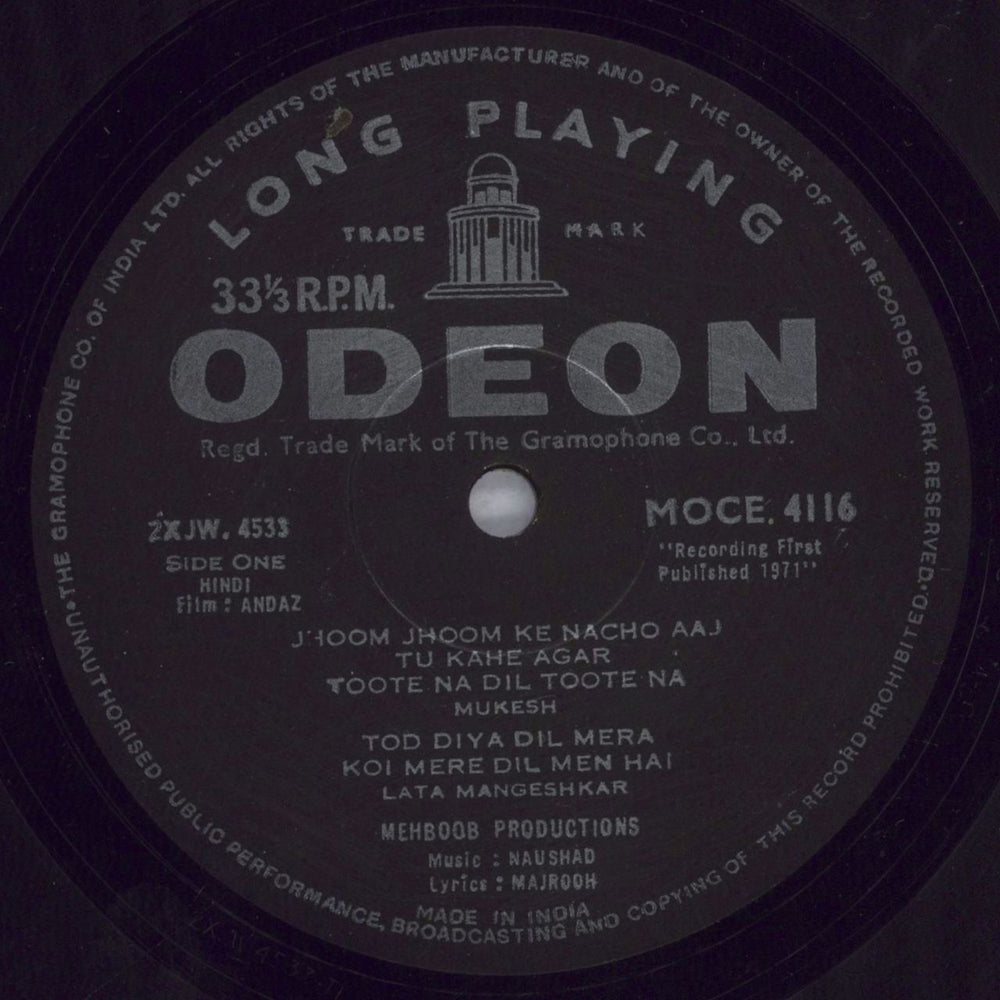 THE GRAMOPHONE CO. OF INDIA LTD. ALL RIGHTS OF THE MANUFACTURER AND OF THE OWNER OF THE RECORDED WORK RESERVED.
UNAUTHORISED PUBLIC PERFORMANCE, BROADCASTING AND COPYING OF THIS RECORD PROHIBITED.
LONG PLAYING
TRADE MARK
33⅓ R.P.M.
ODEON
Regd. Trade Mark of The Gramophone Co., Ltd.
2XJW. 4533
SIDE ONE
HINDI
Film : ANDAZ
MOCE. 4116
"Recording First
Published 1971"
JHOOM JHOOM KE NACHO AAJ
TU KAHE AGAR
TOOTE NA DIL TOOTE NA
MUKESH
TOD DIYA DIL MERA
KOI MERE DIL MEN HAI
LATA MANGESHKAR
MEHBOOB PRODUCTIONS
Music : NAUSHAD
Lyrics : MAJROOH
MADE IN INDIA